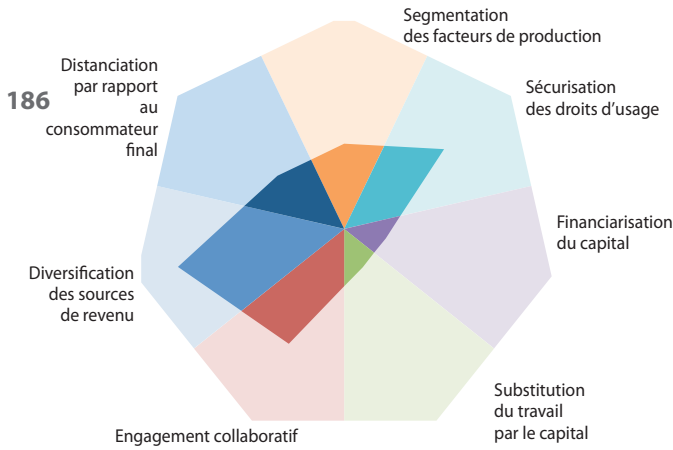 Segmentation
des facteurs de production
Sécurisation
des droits d'usage
Financiarisation
du capital
Substitution
du travail
par le capital
Engagement collaboratif
Diversification
des sources
de revenu
186
Distanciation
par rapport
au
consommateur
final